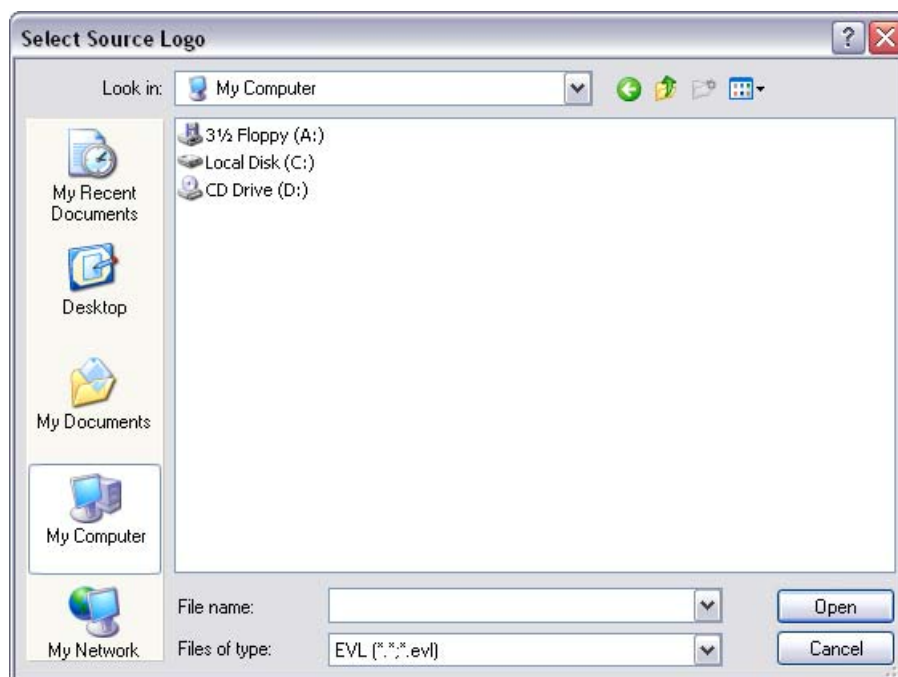 Select Source Logo
?
Look in:
My Computer
3½ Floppy (A:)
Local Disk (C:)
CD Drive (D:)
My Recent
Documents
Desktop
My Documents
My Computer
My Network
File name:
Open
Files of type:
EVL (*.*;*.evl)
Cancel